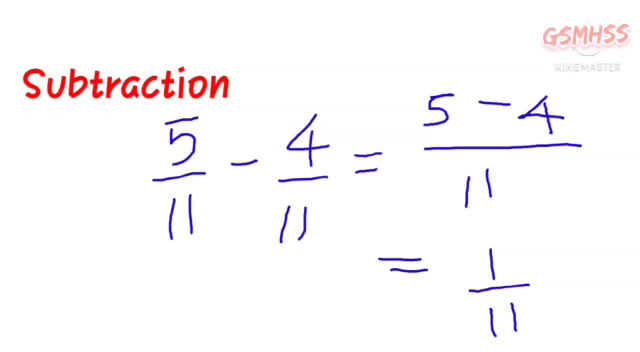 GSMHSS
KINEMASTER
Subtraction
5/11 - 4/11 = 5 - 4/11
= 1/11